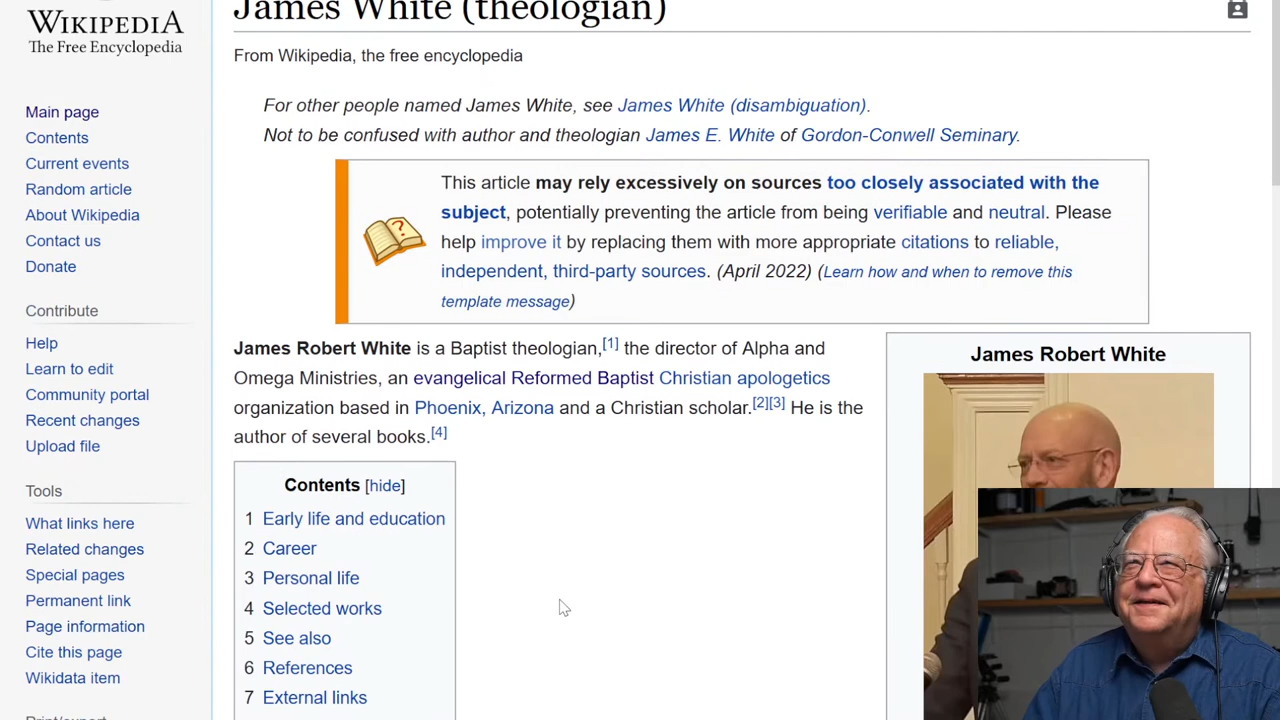 James White (theologian)
WIKIPEDIA
The Free Encyclopedia
From Wikipedia, the free encyclopedia
Main page
Contents
Current events
Random article
About Wikipedia
Contact us
Donate
Contribute
Help
Learn to edit
Community portal
Recent changes
Upload file
Tools
What links here
Related changes
Special pages
Permanent link
Page information
Cite this page
Wikidata item
Print/export
For other people named James White, see James White (disambiguation).
Not to be confused with author and theologian James E. White of Gordon-Conwell Seminary.
This article may rely excessively on sources too closely associated with the
subject, potentially preventing the article from being verifiable and neutral. Please
help improve it by replacing them with more appropriate citations to reliable,
independent, third-party sources. (April 2022) (Learn how and when to remove this
template message)
James Robert White is a Baptist theologian,[1] the director of Alpha and
Omega Ministries, an evangelical Reformed Baptist Christian apologetics
organization based in Phoenix, Arizona and a Christian scholar.[2][3] He is the
author of several books.[4]
James Robert White
Contents [hide]
1 Early life and education
2 Career
3 Personal life
4 Selected works
5 See also
6 References
7 External links